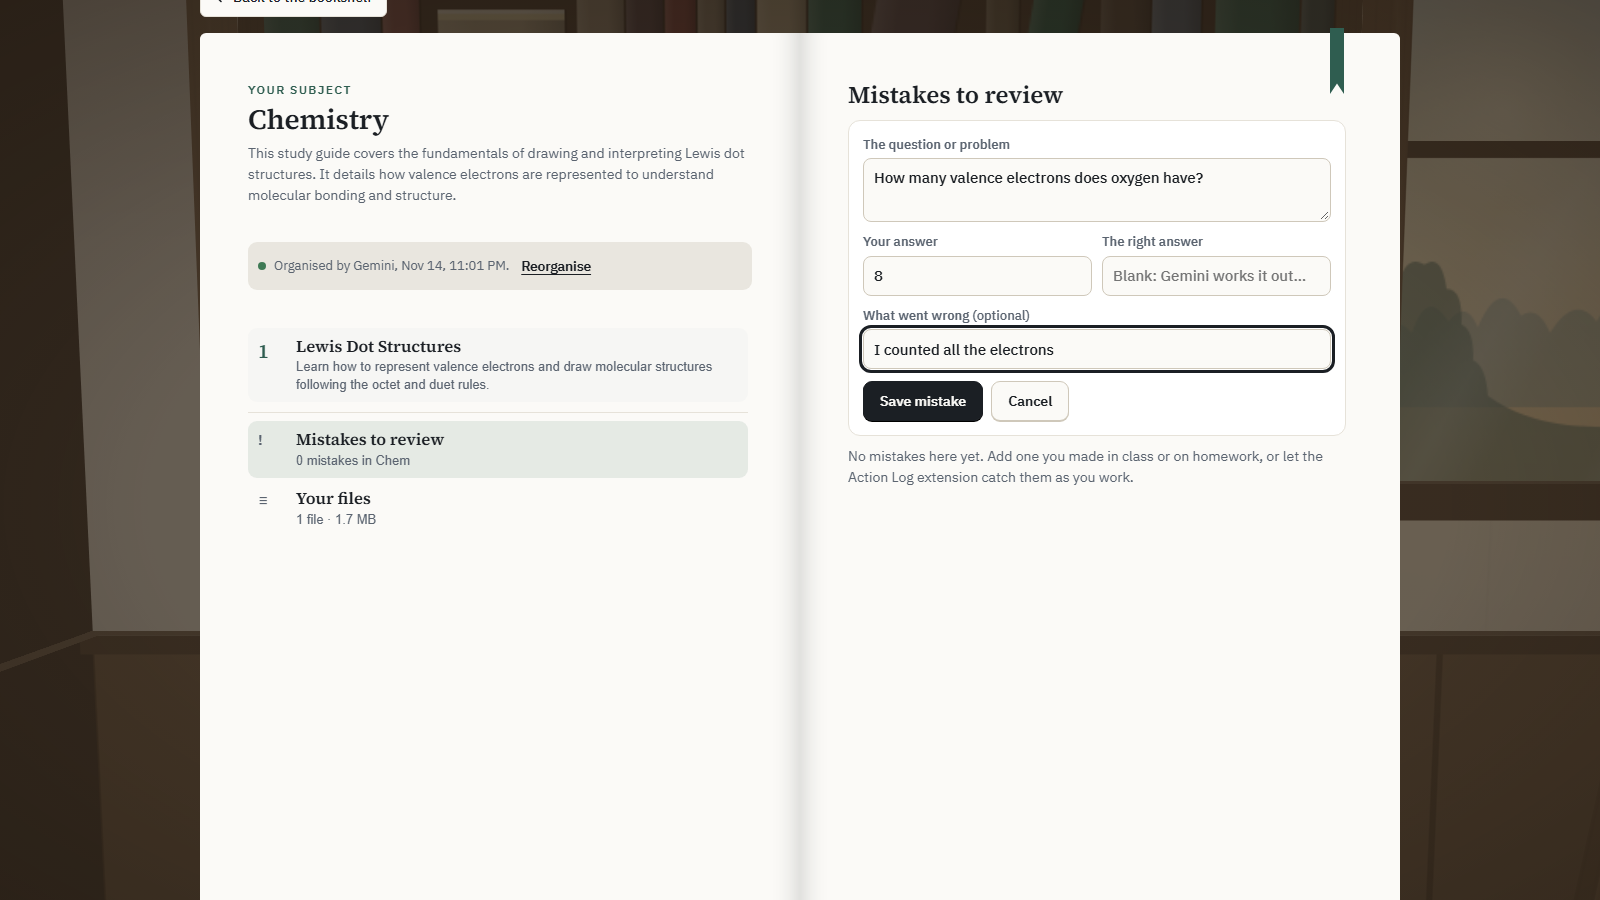 Back to the bookshelf
YOUR SUBJECT
Chemistry
This study guide covers the fundamentals of drawing and interpreting Lewis dot
structures. It details how valence electrons are represented to understand
molecular bonding and structure.
Organised by Gemini, Nov 14, 11:01 PM. Reorganise
1
Lewis Dot Structures
Learn how to represent valence electrons and draw molecular structures
following the octet and duet rules.
!
Mistakes to review
0 mistakes in Chem
Your files
1 file · 1.7 MB
Mistakes to review
The question or problem
How many valence electrons does oxygen have?
Your answer
The right answer
8
Blank: Gemini works it out...
What went wrong (optional)
I counted all the electrons
Save mistake
Cancel
No mistakes here yet. Add one you made in class or on homework, or let the
Action Log extension catch them as you work.